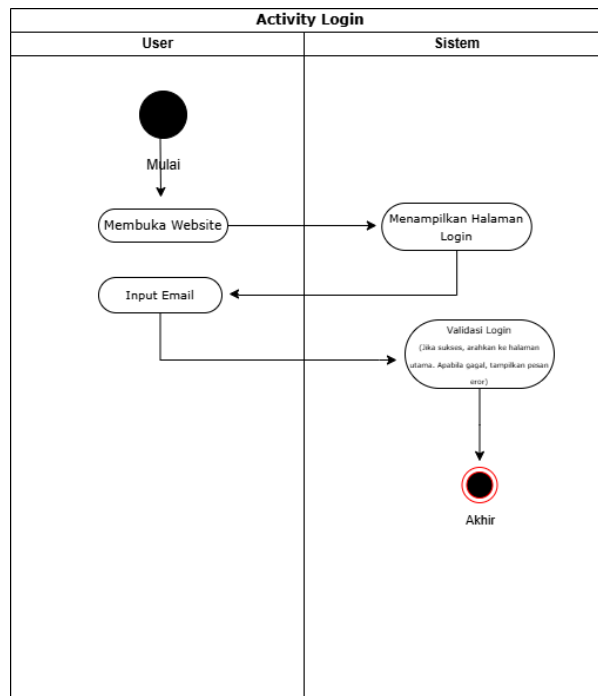 Activity Login
User
Sistem
Mulai
Membuka Website
Menampilkan Halaman
Login
Input Email
Validasi Login
(Jika sukses, arahkan ke halaman
utama. Apabila gagal, tampilkan pesan
eror)
Akhir